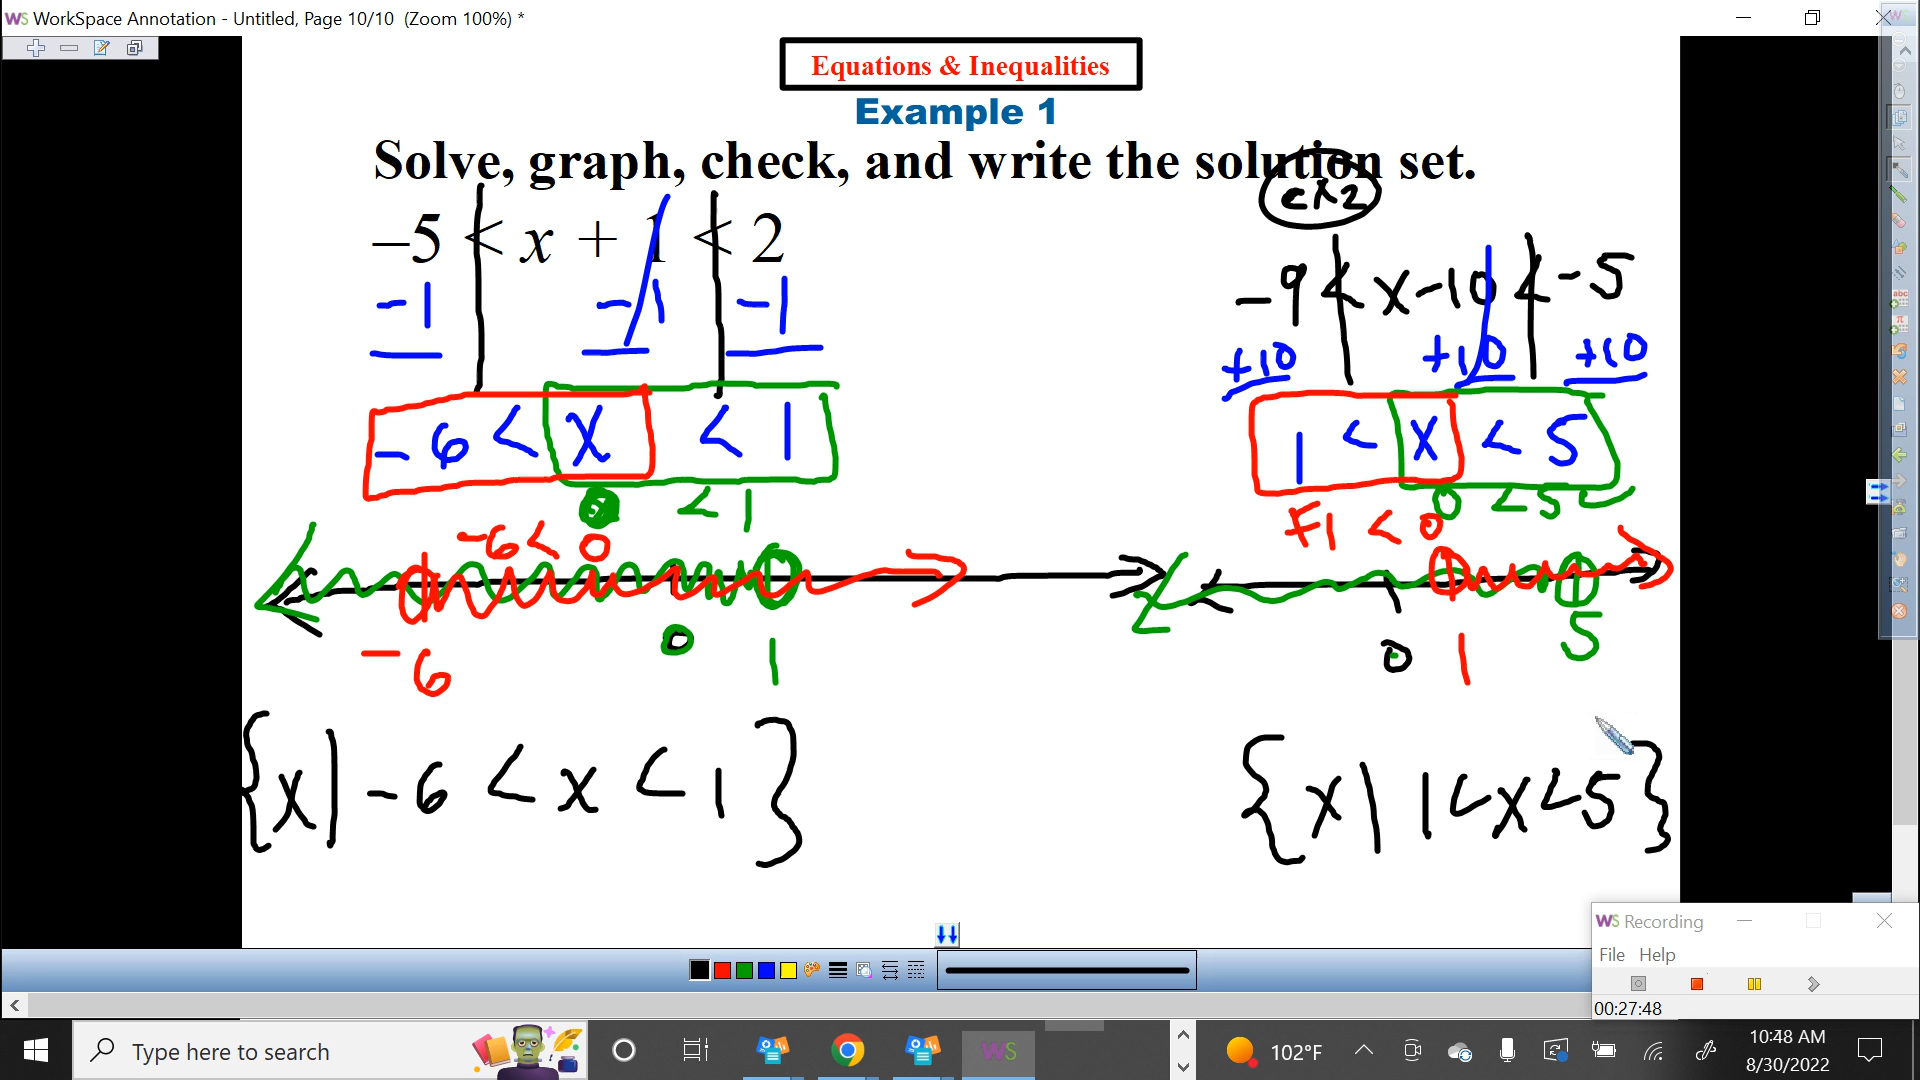 WorkSpace Annotation - Untitled, Page 10/10 (Zoom 100%) *
Equations & Inequalities
Example 1
Solve, graph, check, and write the solution set.
ex2
–5 < x + 1 < 2
-1 -1 -1
-6 < x < 1
0 < 1
-6 < 0
-6 0 1
{x| -6 < x < 1}
-9 < x-10 < -5
+10 +10 +10
1 < x < 5
0 < 5
1 < 0
0 1 5
{x| 1<x<5}
WS Recording
File Help
00:27:48
Type here to search
WS
102°F
10:48 AM
8/30/2022